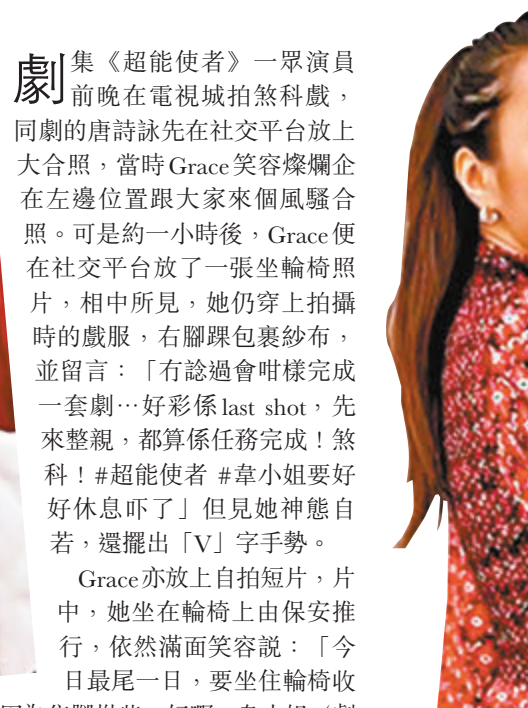 劇集《超能使者》一眾演員
前晚在電視城拍煞科戲，
同劇的唐詩詠先在社交平台放上
大合照，當時Grace笑容燦爛企
在左邊位置跟大家來個風騷合
照。可是約一小時後，Grace便
在社交平台放了一張坐輪椅照
片，相中所見，她仍穿上拍攝
時的戲服，右腳踝包裹紗布，
並留言：「冇諗過會咁樣完成
一套劇…好彩係last shot，先
來整親，都算係任務完成！煞
科！#超能使者 #韋小姐要好
好休息吓了」但見她神態自
若，還擺出「V」字手勢。
Grace亦放上自拍短片，片
中，她坐在輪椅上由保安推
行，依然滿面笑容説：「今
日最尾一日，要坐住輪椅收